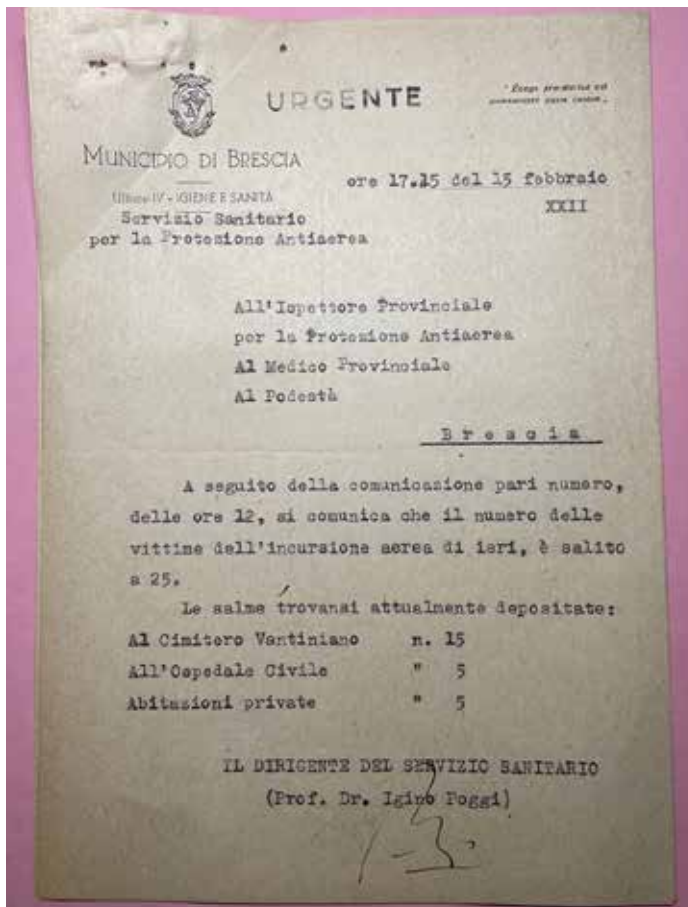 URGENTE
MUNICIPIO DI BRESCIA
ore 17.15 del 15 febbraio
XXII
IGIENE E SANITÀ
Servizio Sanitario
per la Protezione Antiaerea
All'Ispettore Provinciale
per la Protezione Antiaerea
Al Medico Provinciale
Al Podestà
Brescia
A seguito della comunicazione pari numero,
delle ore 12, si comunica che il numero delle
vittime dell'incursione aerea di ieri, è salito
a 25.
Le salme trovansi attualmente depositate:
Al Cimitero Vantiniano n. 15
All'Ospedale Civile " 5
Abitazioni private " 5
IL DIRIGENTE DEL SERVIZIO SANITARIO
(Prof. Dr. Igino Poggi)